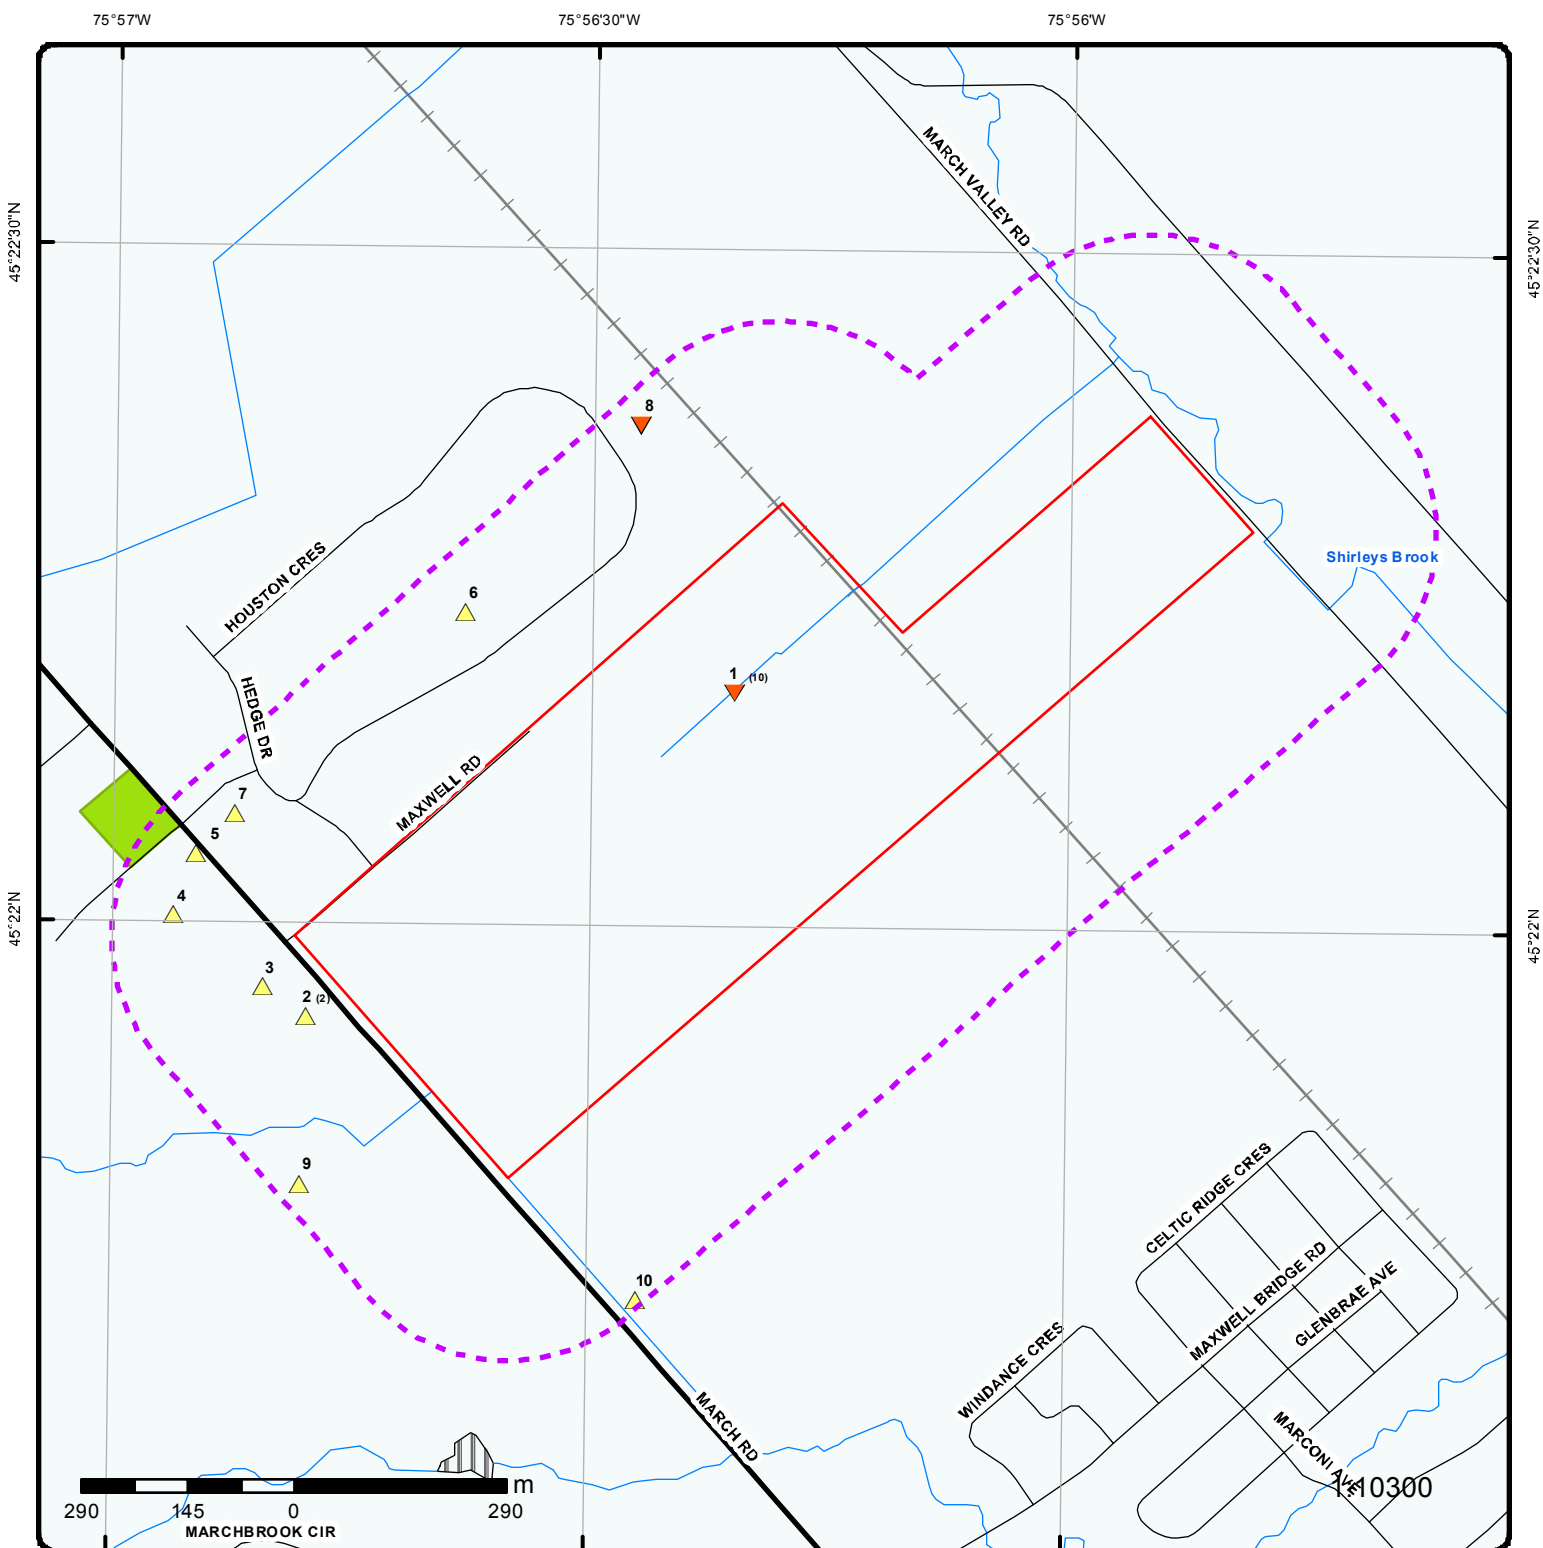 75°57'W
75°56'30"W
75°56'W
45°22'30"N
45°22'30"N
MARCH VALLEY RD
8
HOUSTON CRES
6
Shirleys Brook
1 (10)
HEDGE DR
MAXWELL RD
7
5
4
45°22'N
45°22'N
3
2 (2)
9
CELTIC RIDGE CRES
10
MAXWELL BRIDGE RD
GLENBRAE AVE
WINDANCE CRES
MARCH RD
MARCONI AVE
1:10300
m
290 145 0 290
MARCHBROOK CIR